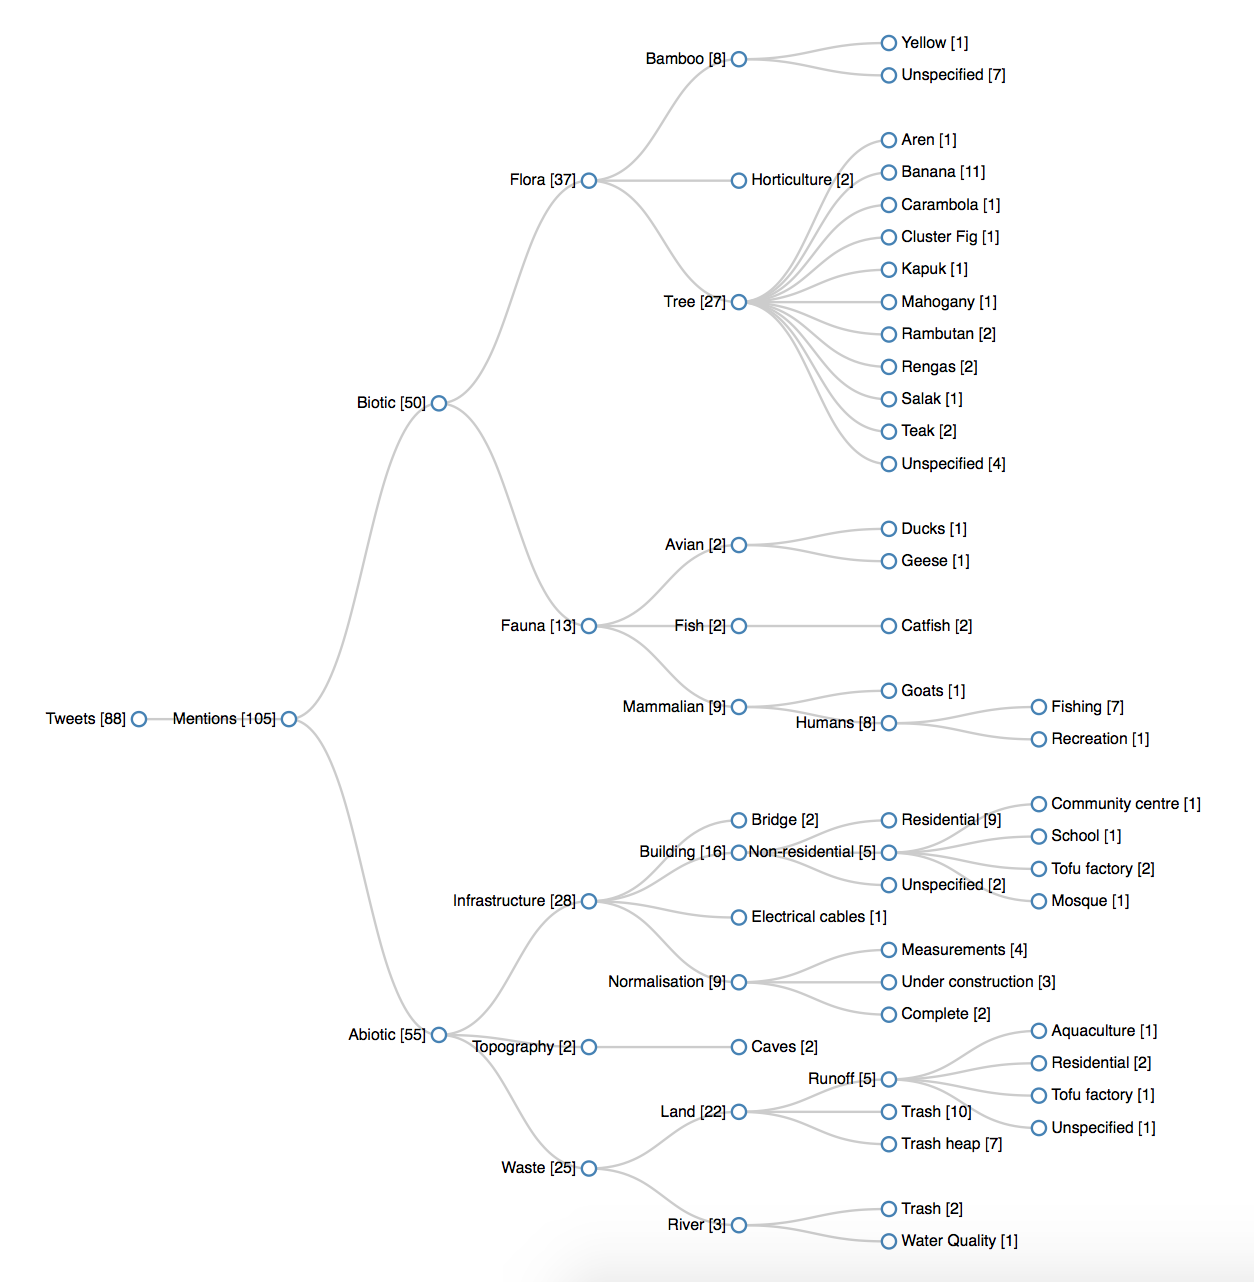 Tweets [88]
Mentions [105]
Biotic [50]
Flora [37]
Bamboo [8]
Yellow [1]
Unspecified [7]
Horticulture [2]
Tree [27]
Aren [1]
Banana [11]
Carambola [1]
Cluster Fig [1]
Kapuk [1]
Mahogany [1]
Rambutan [2]
Rengas [2]
Salak [1]
Teak [2]
Unspecified [4]
Fauna [13]
Avian [2]
Ducks [1]
Geese [1]
Fish [2]
Catfish [2]
Mammalian [9]
Goats [1]
Humans [8]
Fishing [7]
Recreation [1]
Abiotic [55]
Infrastructure [28]
Bridge [2]
Building [16]
Residential [9]
Non-residential [5]
Community centre [1]
School [1]
Tofu factory [2]
Mosque [1]
Unspecified [2]
Electrical cables [1]
Normalisation [9]
Measurements [4]
Under construction [3]
Complete [2]
Topography [2]
Caves [2]
Waste [25]
Land [22]
Runoff [5]
Aquaculture [1]
Residential [2]
Tofu factory [1]
Unspecified [1]
Trash [10]
Trash heap [7]
River [3]
Trash [2]
Water Quality [1]